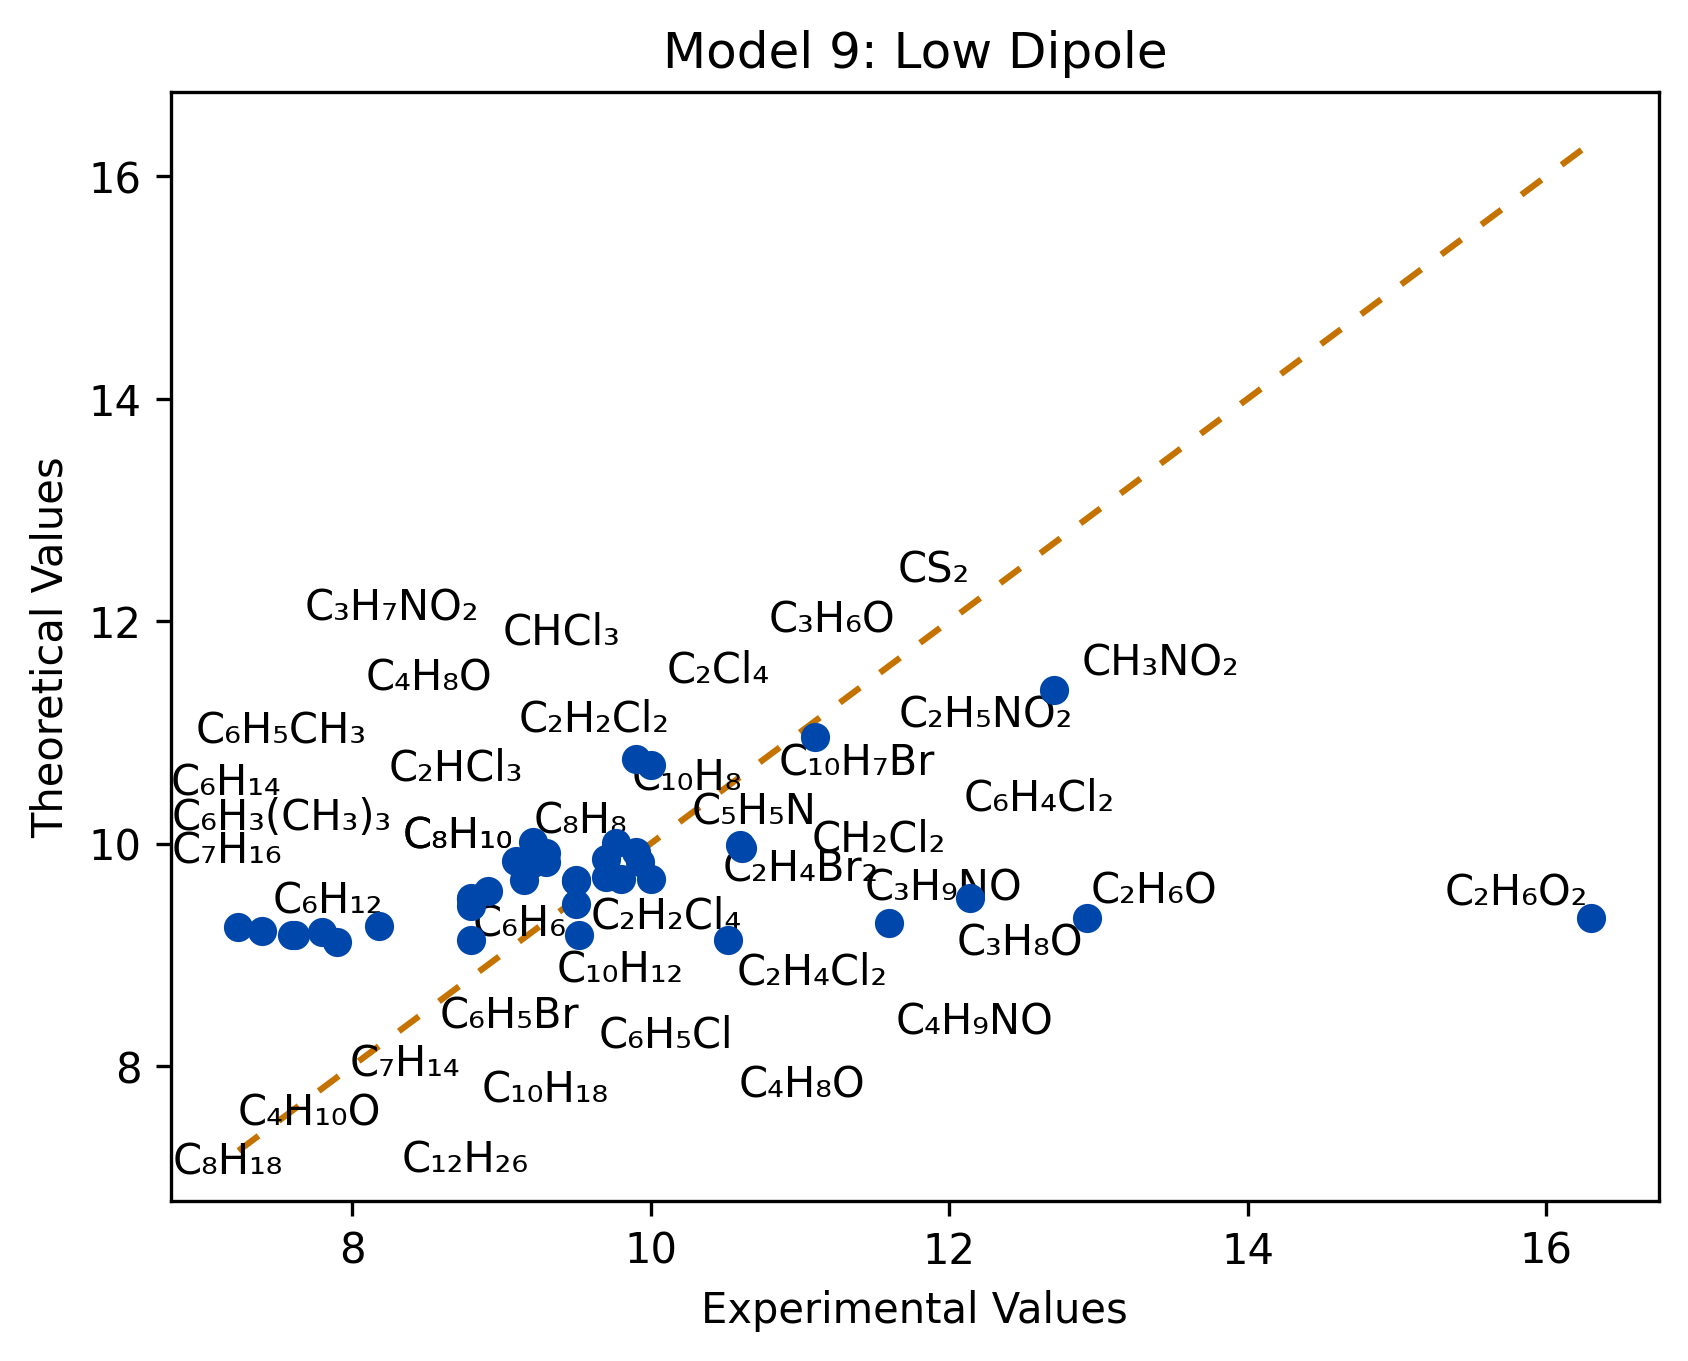 Model 9: Low Dipole
Theoretical Values
16
14
12
10
8
CS₂
C₃H₇NO₂
CHCl₃
C₃H₆O
C₄H₈O
C₂Cl₄
CH₃NO₂
C₆H₅CH₃
C₂H₂Cl₂
C₂H₅NO₂
C₆H₁₄
C₂HCl₃
C₁₀H₈
C₁₀H₇Br
C₆H₃(CH₃)₃
C₈H₁₀
C₈H₈
C₅H₅N
C₆H₄Cl₂
C₇H₁₆
CH₂Cl₂
C₂H₄Br₂
C₆H₁₂
C₃H₉NO
C₂H₆O
C₂H₆O₂
C₆H₆
C₂H₂Cl₄
C₃H₈O
C₁₀H₁₂
C₂H₄Cl₂
C₆H₅Br
C₆H₅Cl
C₄H₉NO
C₇H₁₄
C₁₀H₁₈
C₄H₈O
C₄H₁₀O
C₈H₁₈
C₁₂H₂₆
8 10 12 14 16
Experimental Values